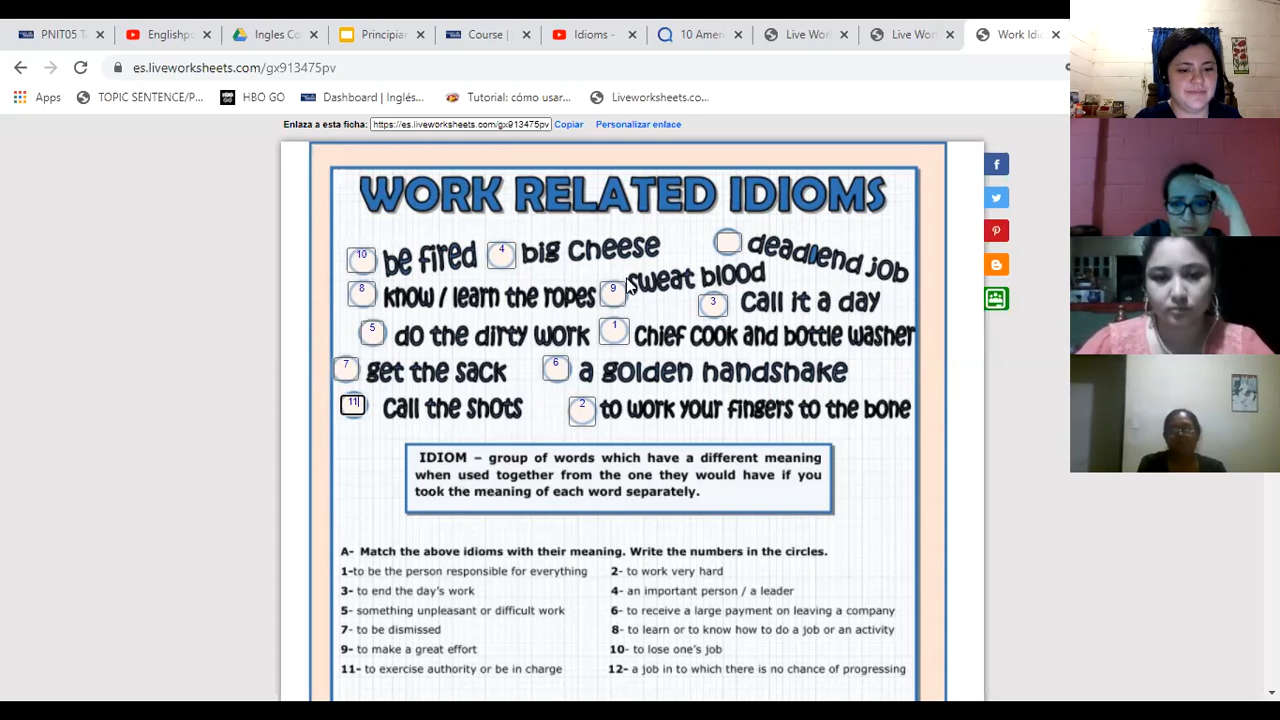 PNIT05 T
Englishpu
Ingles Co
Principian
Course
Idioms -
10 Ameri
Live Wor
Live Wor
Work Idio
es.liveworksheets.com/gx913475pv
Apps
TOPIC SENTENCE/P...
HBO GO
Dashboard | Inglés...
Tutorial: cómo usar...
Liveworksheets.co...
Enlaza a esta ficha: https://es.liveworksheets.com/gx913475pv Copiar Personalizar enlace
WORK RELATED IDIOMS
10 be fired 4 big cheese deadend job
8 know / learn the ropes 9 sweat blood
3 Call it a day
5 do the dirty work 1 Chief cook and bottle washer
7 get the sack 6 a golden handshake
11 Call the shots 2 to work your fingers to the bone
IDIOM – group of words which have a different meaning
when used together from the one they would have if you
took the meaning of each word separately.
A- Match the above idioms with their meaning. Write the numbers in the circles.
1-to be the person responsible for everything 2- to work very hard
3- to end the day's work 4- an important person / a leader
5- something unpleasant or difficult work 6- to receive a large payment on leaving a company
7- to be dismissed 8- to learn or to know how to do a job or an activity
9- to make a great effort 10- to lose one's job
11- to exercise authority or be in charge 12- a job in to which there is no chance of progressing